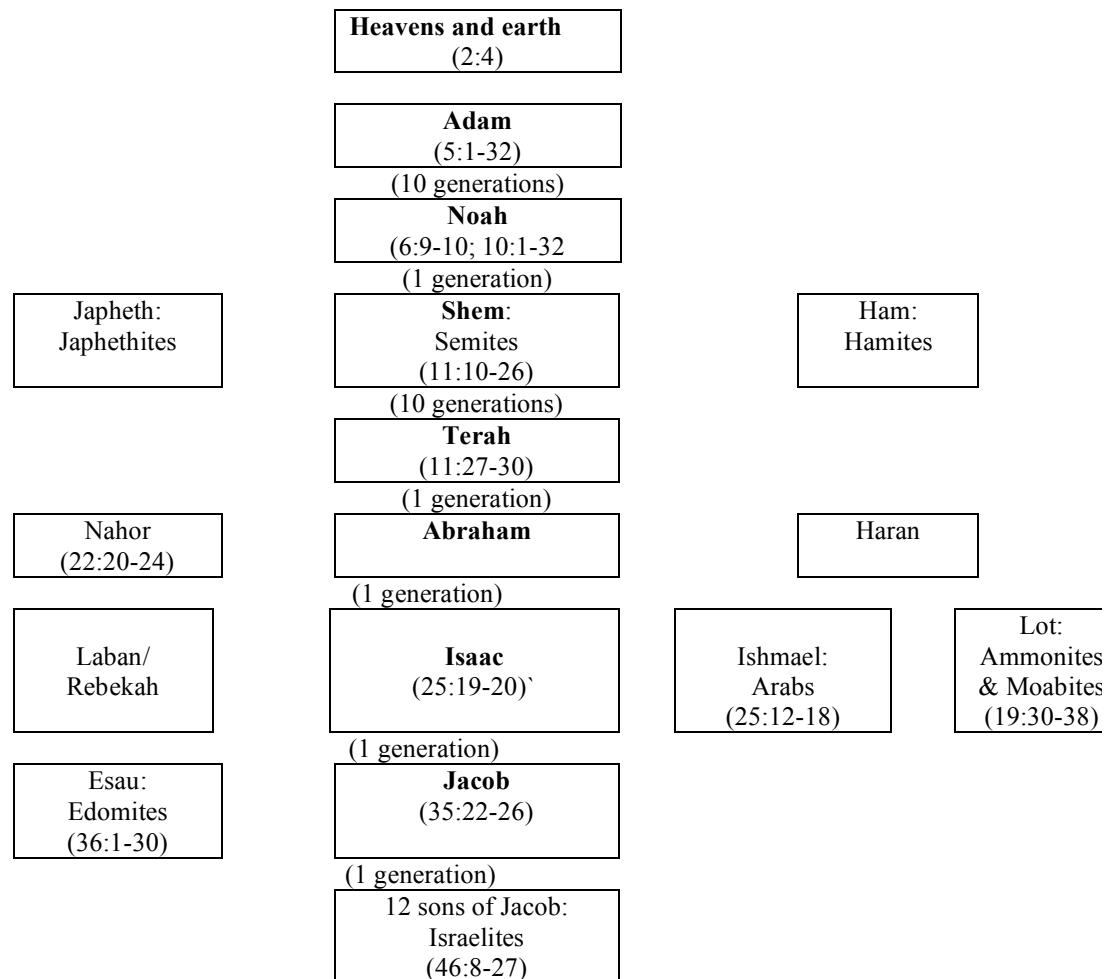 Heavens and earth
(2:4)
Adam
(5:1-32)
(10 generations)
Noah
(6:9-10; 10:1-32
(1 generation)
Japheth:
Japhethites
Shem:
Semites
(11:10-26)
Ham:
Hamites
(10 generations)
Terah
(11:27-30)
(1 generation)
Nahor
(22:20-24)
Abraham
Haran
(1 generation)
Laban/
Rebekah
Isaac
(25:19-20)`
Ishmael:
Arabs
(25:12-18)
Lot:
Ammonites
& Moabites
(19:30-38)
(1 generation)
Esau:
Edomites
(36:1-30)
Jacob
(35:22-26)
(1 generation)
12 sons of Jacob:
Israelites
(46:8-27)